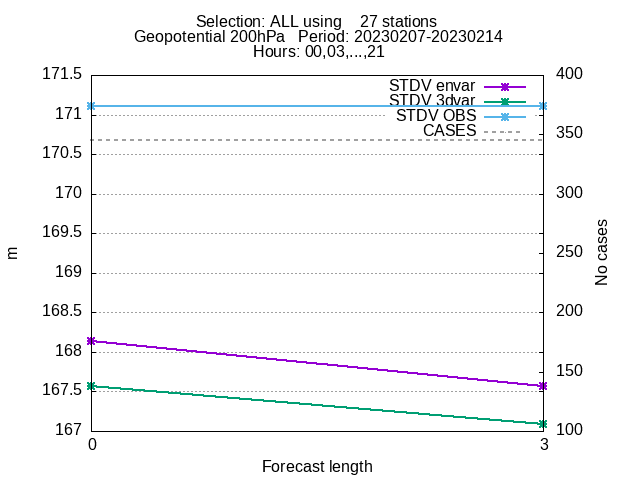 Selection: ALL using    27 stations
Geopotential 200hPa   Period: 20230207-20230214
Hours: 00,03,...,21
STDV envar
STDV 3dvar
STDV OBS
CASES
171.5
171
170.5
170
169.5
169
168.5
168
167.5
167
400
350
300
250
200
150
100
m
No cases
0
3
Forecast length